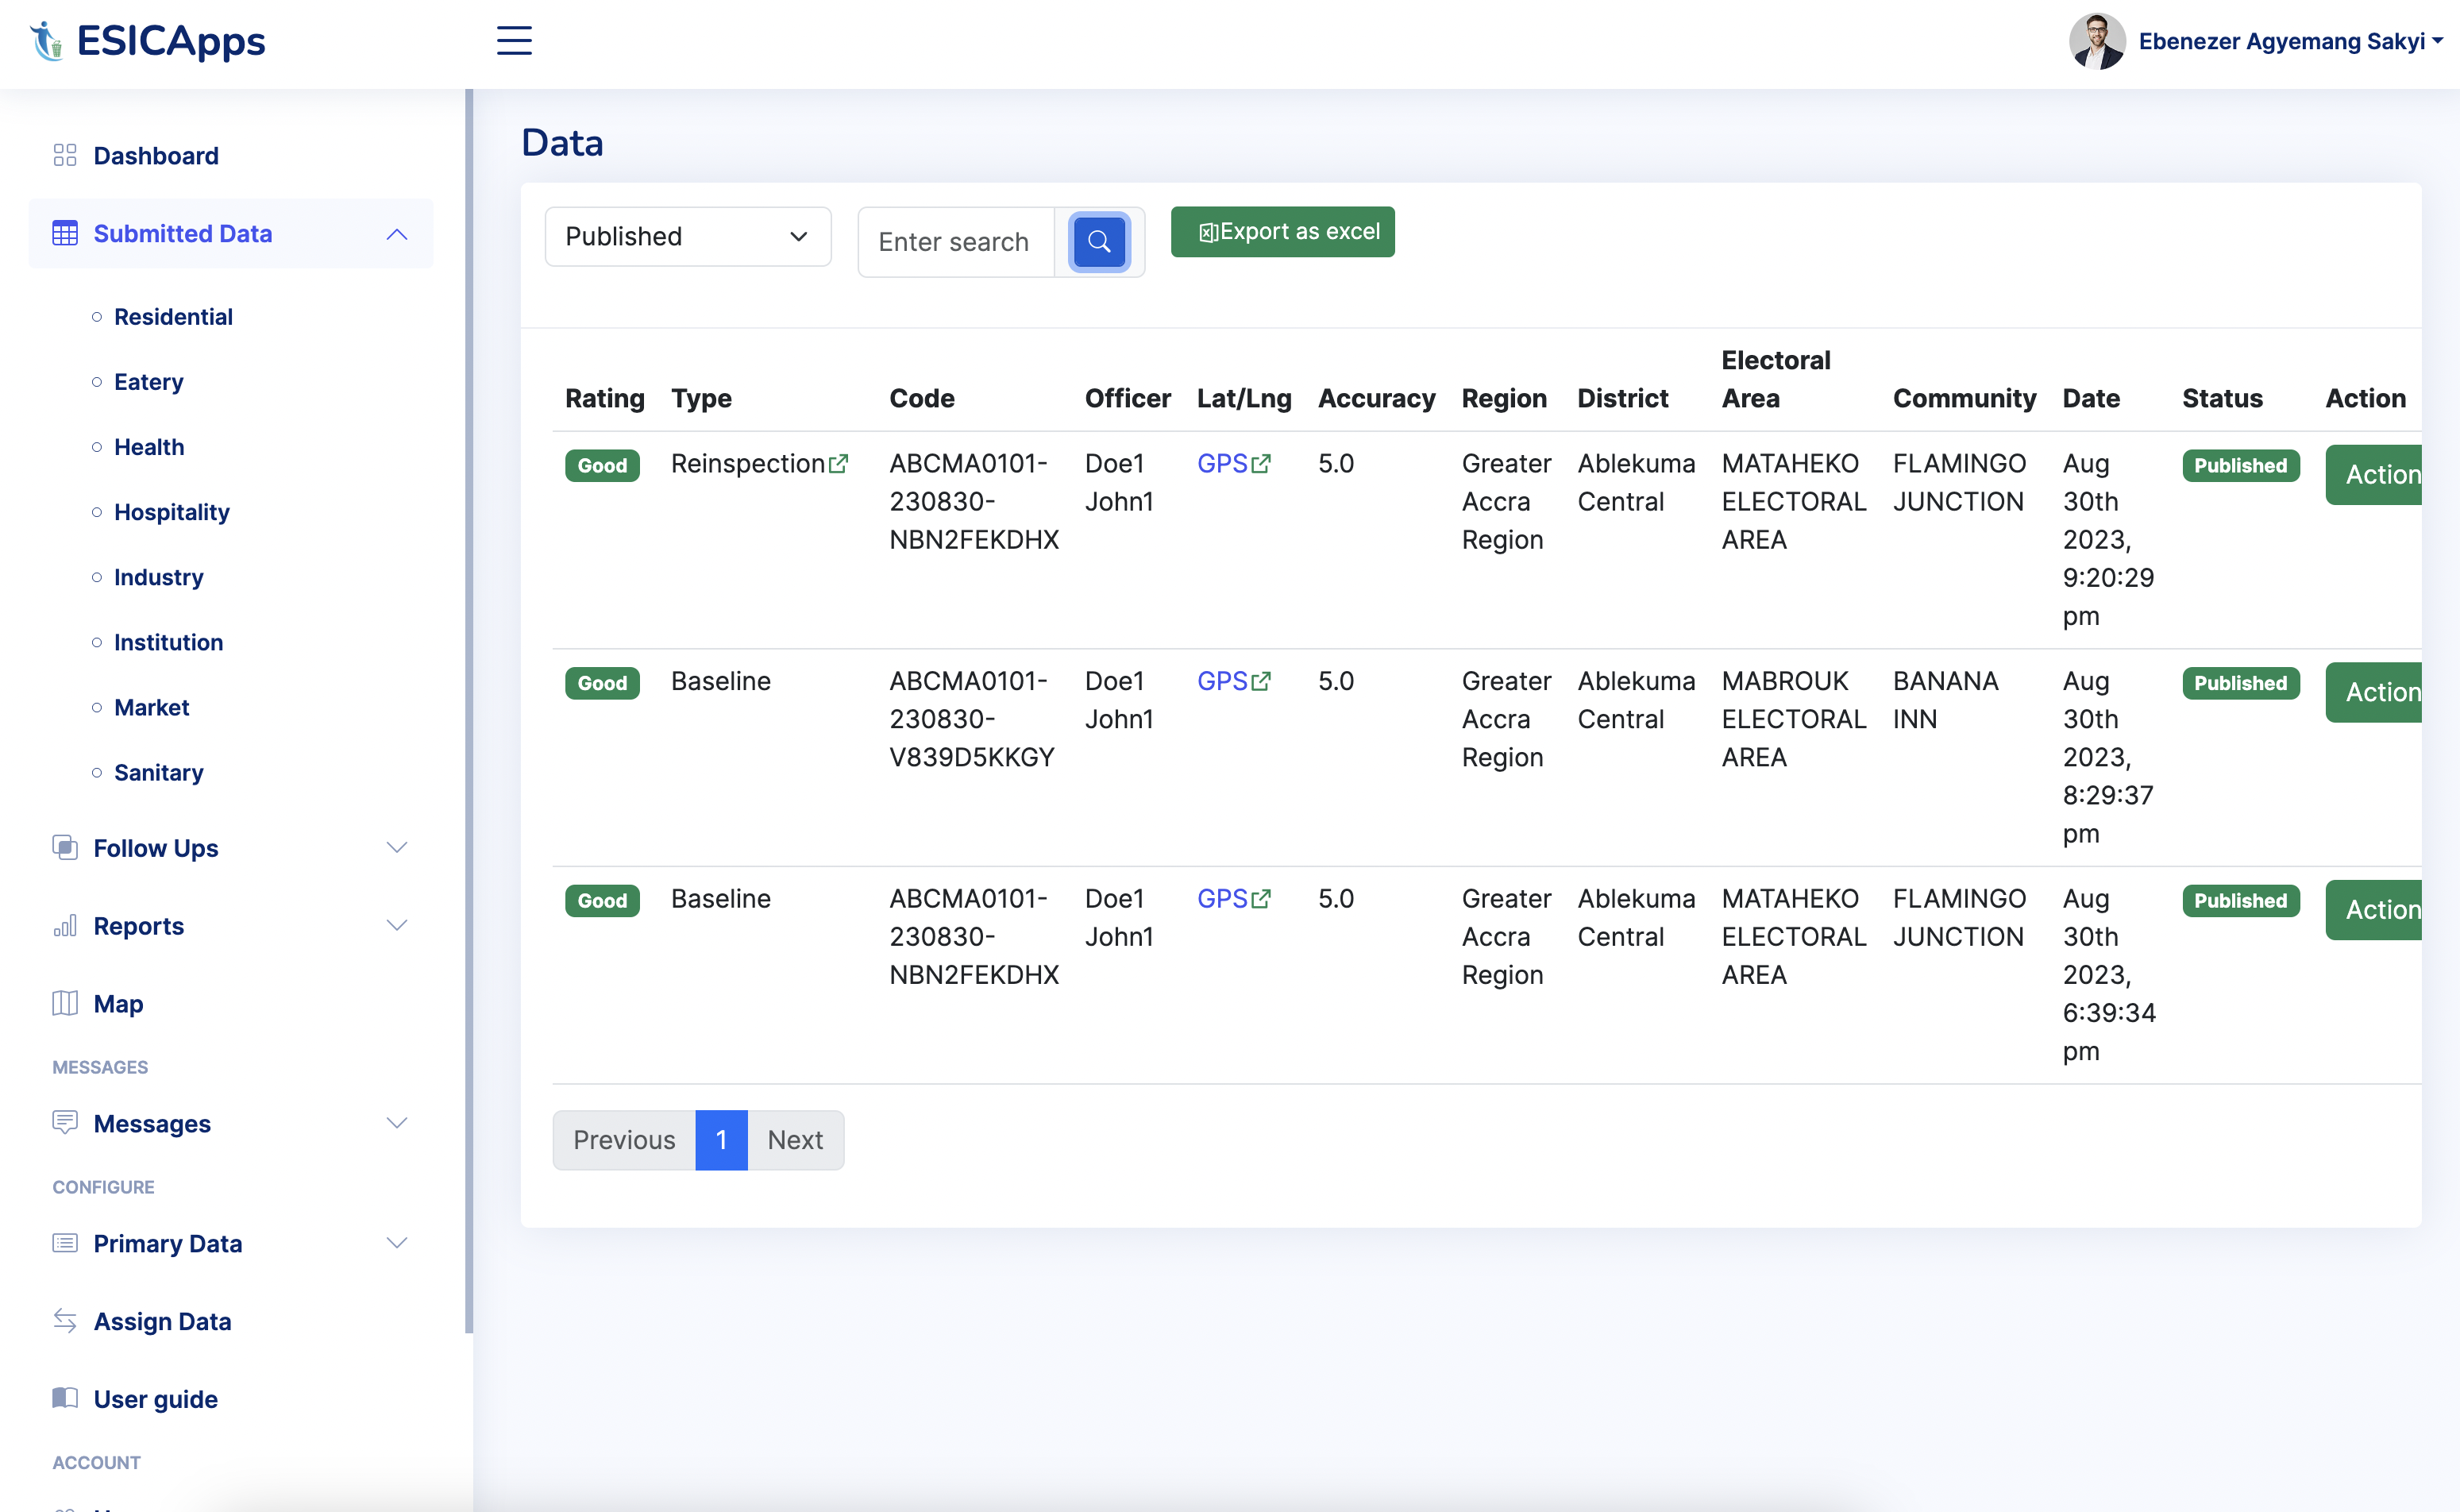 ESICApps
Ebenezer Agyemang Sakyi
Dashboard
Submitted Data
Residential
Eatery
Health
Hospitality
Industry
Institution
Market
Sanitary
Follow Ups
Reports
Map
MESSAGES
Messages
CONFIGURE
Primary Data
Assign Data
User guide
ACCOUNT
Data
Published
Enter search
Export as excel
Rating Type Code Officer Lat/Lng Accuracy Region District Electoral Area Community Date Status Action
Good Reinspection ABCMA0101-230830-NBN2FEKDHX Doe1 John1 GPS 5.0 Greater Accra Region Ablekuma Central MATAHEKO ELECTORAL AREA FLAMINGO JUNCTION Aug 30th 2023, 9:20:29 pm Published Action
Good Baseline ABCMA0101-230830-V839D5KKGY Doe1 John1 GPS 5.0 Greater Accra Region Ablekuma Central MABROUK ELECTORAL AREA BANANA INN Aug 30th 2023, 8:29:37 pm Published Action
Good Baseline ABCMA0101-230830-NBN2FEKDHX Doe1 John1 GPS 5.0 Greater Accra Region Ablekuma Central MATAHEKO ELECTORAL AREA FLAMINGO JUNCTION Aug 30th 2023, 6:39:34 pm Published Action
Previous 1 Next